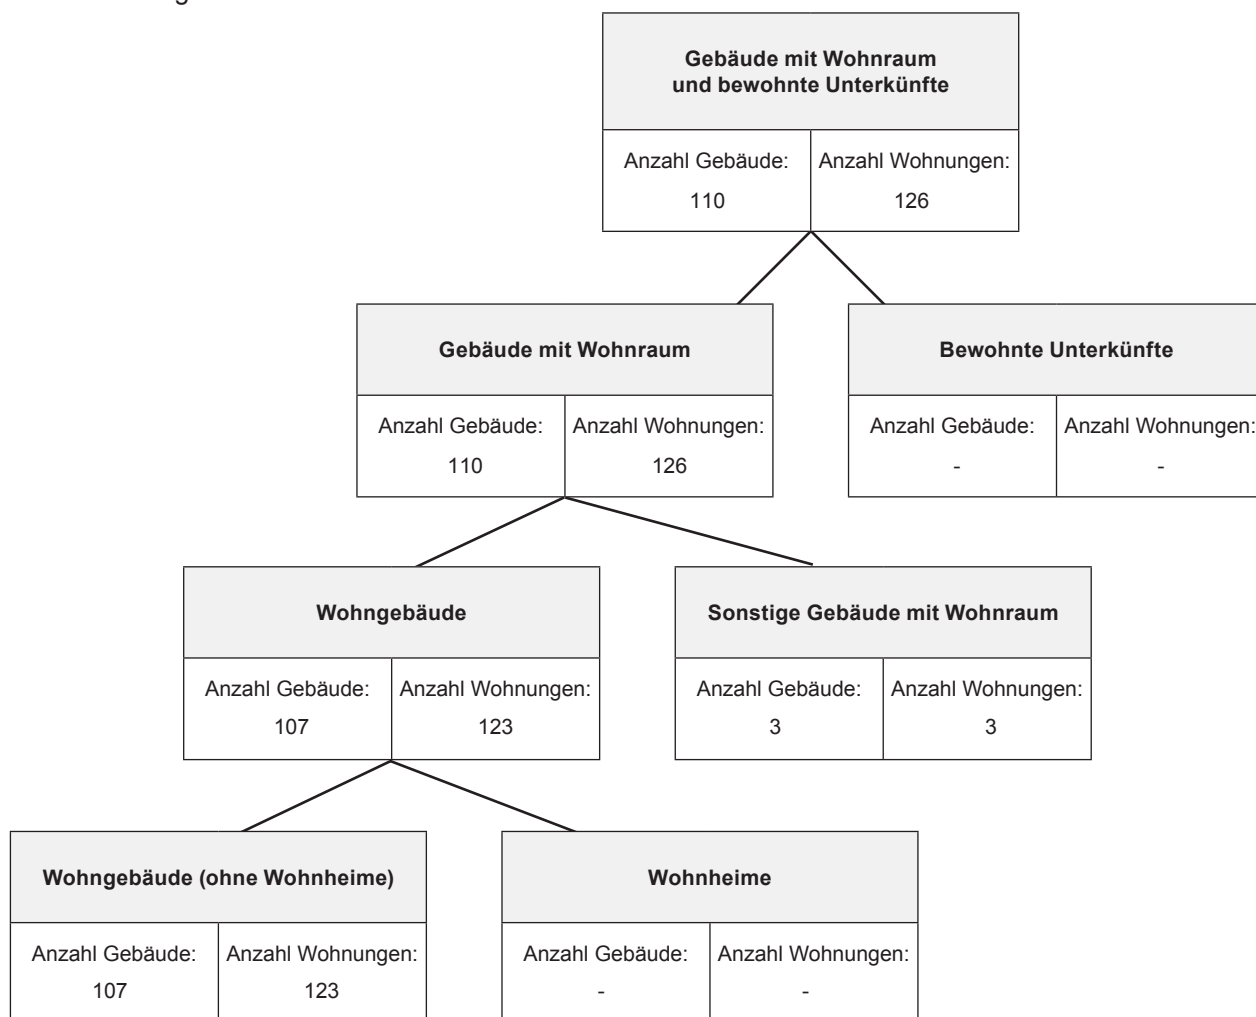 Gebäude mit Wohnraum
und bewohnte Unterkünfte
Anzahl Gebäude: Anzahl Wohnungen:
110 126
Gebäude mit Wohnraum Bewohnte Unterkünfte
Anzahl Gebäude: Anzahl Wohnungen: Anzahl Gebäude: Anzahl Wohnungen:
110 126 - -
Wohngebäude Sonstige Gebäude mit Wohnraum
Anzahl Gebäude: Anzahl Wohnungen: Anzahl Gebäude: Anzahl Wohnungen:
107 123 3 3
Wohngebäude (ohne Wohnheime) Wohnheime
Anzahl Gebäude: Anzahl Wohnungen: Anzahl Gebäude: Anzahl Wohnungen:
107 123 - -